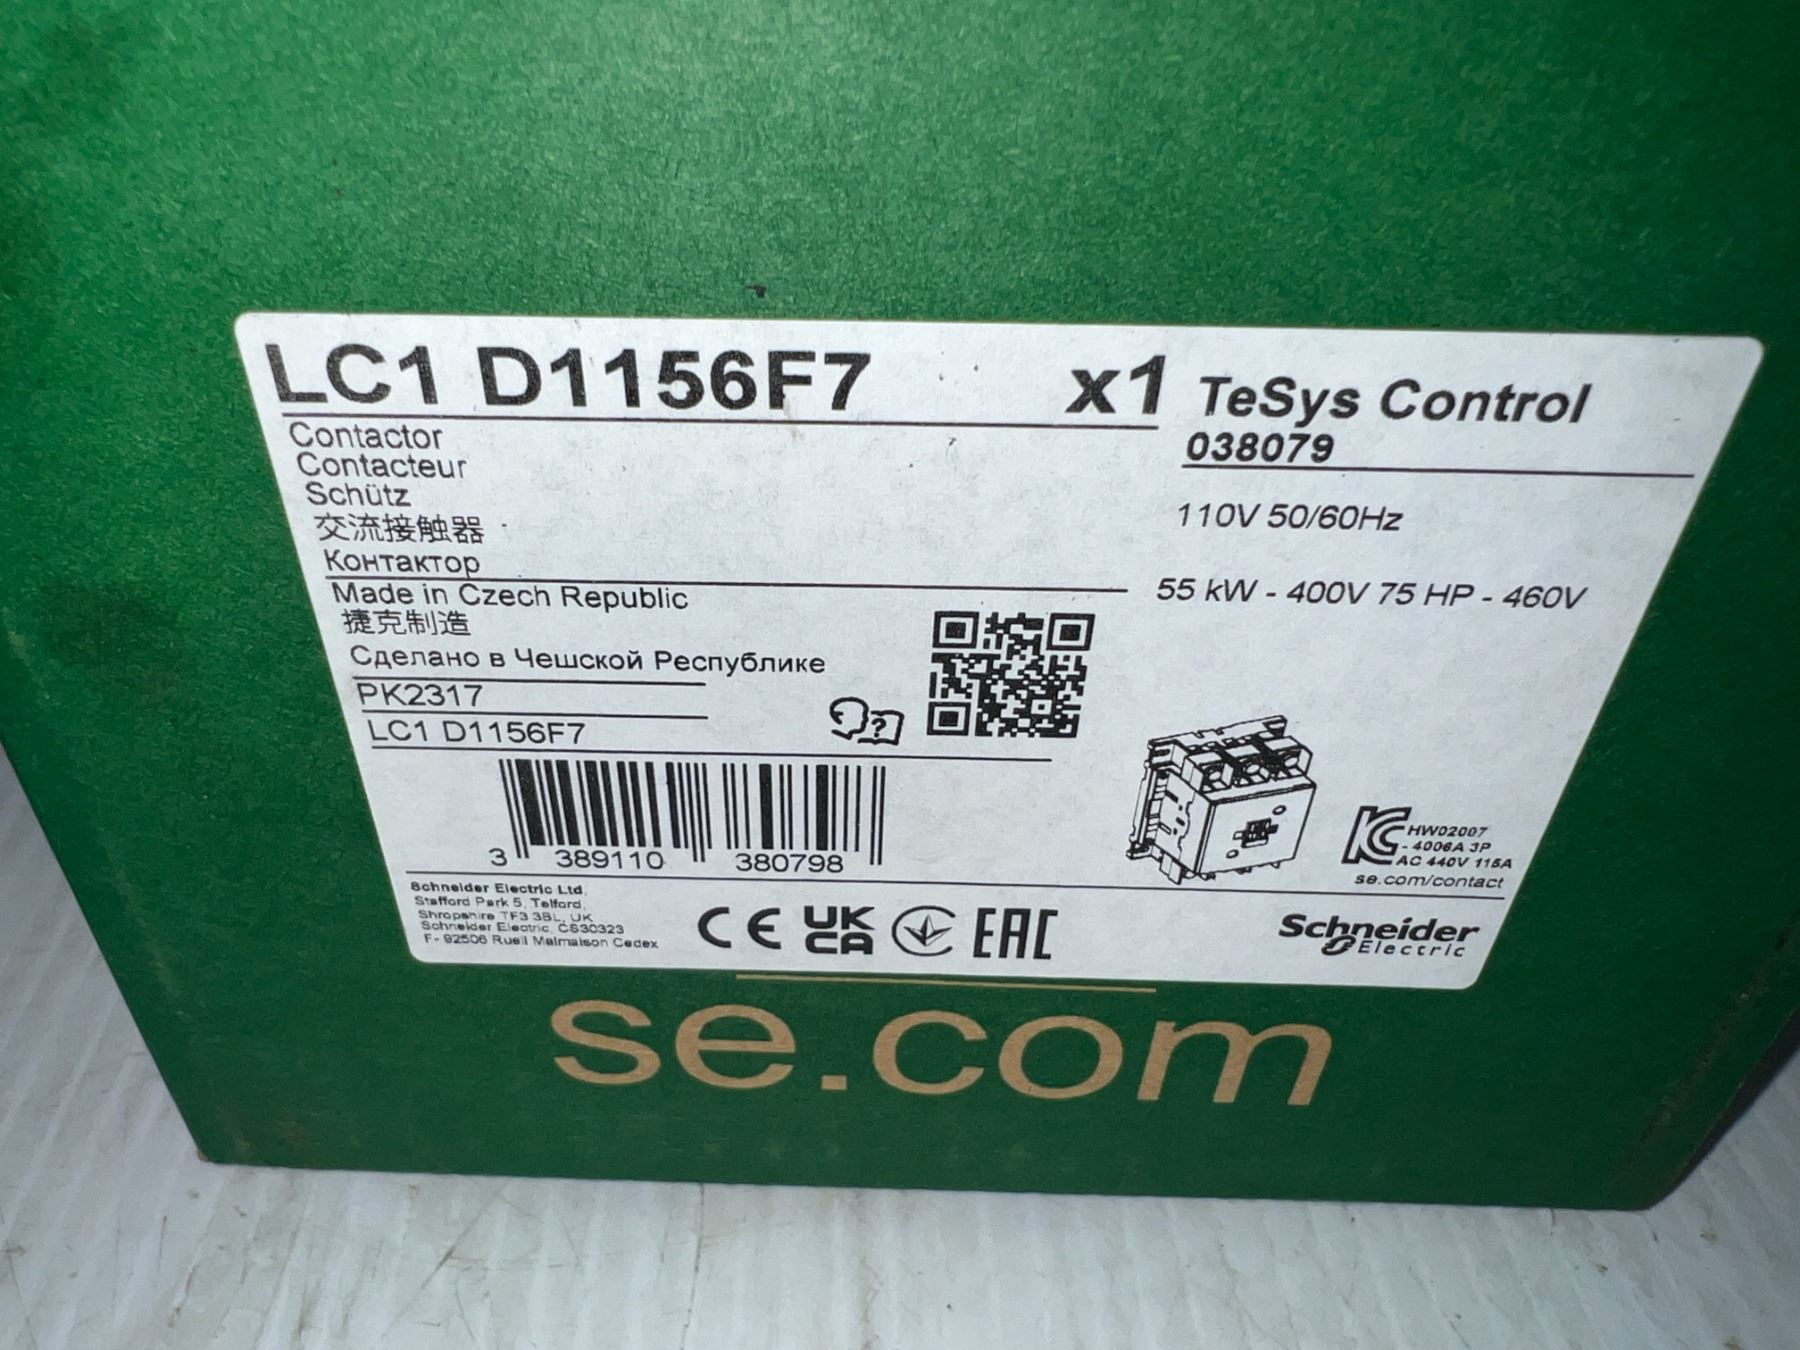 LC1 D1156F7 x1
TeSys Control
038079
Contactor
Contacteur
Schütz
交流接触器
Контактор
110V 50/60Hz
55 kW - 400V 75 HP - 460V
Made in Czech Republic
捷克制造
Сделано в Чешской Республике
PK2317
LC1 D1156F7
?
3 389110 380798
HW02007
- 4006A 3P
AC 440V 115A
se.com/contact
Schneider Electric Ltd,
Stafford Park 5, Telford,
Shropshire TF3 3BL, UK
Schneider Electric, CS30323
F- 92506 Rueil Malmaison Cedex
CE UK CA EAC
Schneider
Electric
se.com